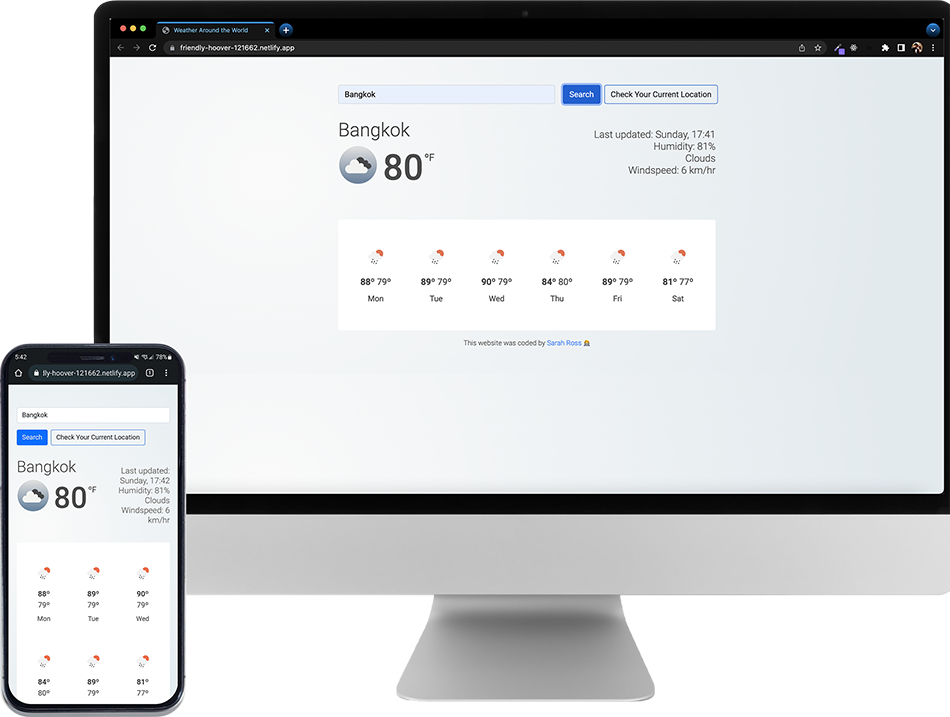 Weather Around the World
friendly-hoover-121662.netlify.app
Bangkok
Search
Check Your Current Location
Bangkok
80 °F
Last updated: Sunday, 17:41
Humidity: 81%
Clouds
Windspeed: 6 km/hr
88° 79° 89° 79° 90° 79° 84° 80° 89° 79° 81° 77°
Mon Tue Wed Thu Fri Sat
This website was coded by Sarah Ross
5:42 78%
lly-hoover-121662.netlify.app
Bangkok
Search
Check Your Current Location
Bangkok
80 °F
Last updated:
Sunday, 17:42
Humidity: 81%
Clouds
Windspeed: 6
km/hr
88° 89° 90°
79° 79° 79°
Mon Tue Wed
84° 89° 81°
80° 79° 77°